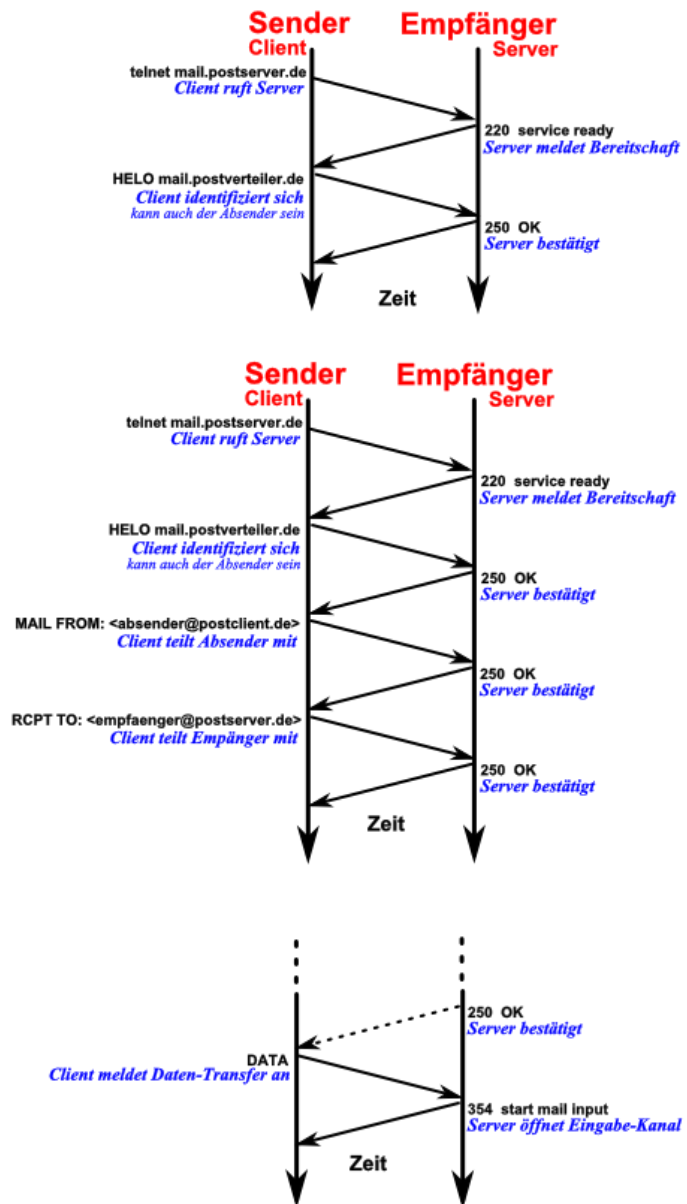 Sender Empfänger
Client Server
telnet mail.postserver.de
Client ruft Server
220 service ready
Server meldet Bereitschaft
HELO mail.postverteiler.de
Client identifiziert sich
kann auch der Absender sein
250 OK
Server bestätigt
Zeit
Sender Empfänger
Client Server
telnet mail.postserver.de
Client ruft Server
220 service ready
Server meldet Bereitschaft
HELO mail.postverteiler.de
Client identifiziert sich
kann auch der Absender sein
250 OK
Server bestätigt
MAIL FROM: <absender@postclient.de>
Client teilt Absender mit
250 OK
Server bestätigt
RCPT TO: <empfaenger@postserver.de>
Client teilt Empänger mit
250 OK
Server bestätigt
Zeit
250 OK
Server bestätigt
DATA
Client meldet Daten-Transfer an
354 start mail input
Server öffnet Eingabe-Kanal
Zeit